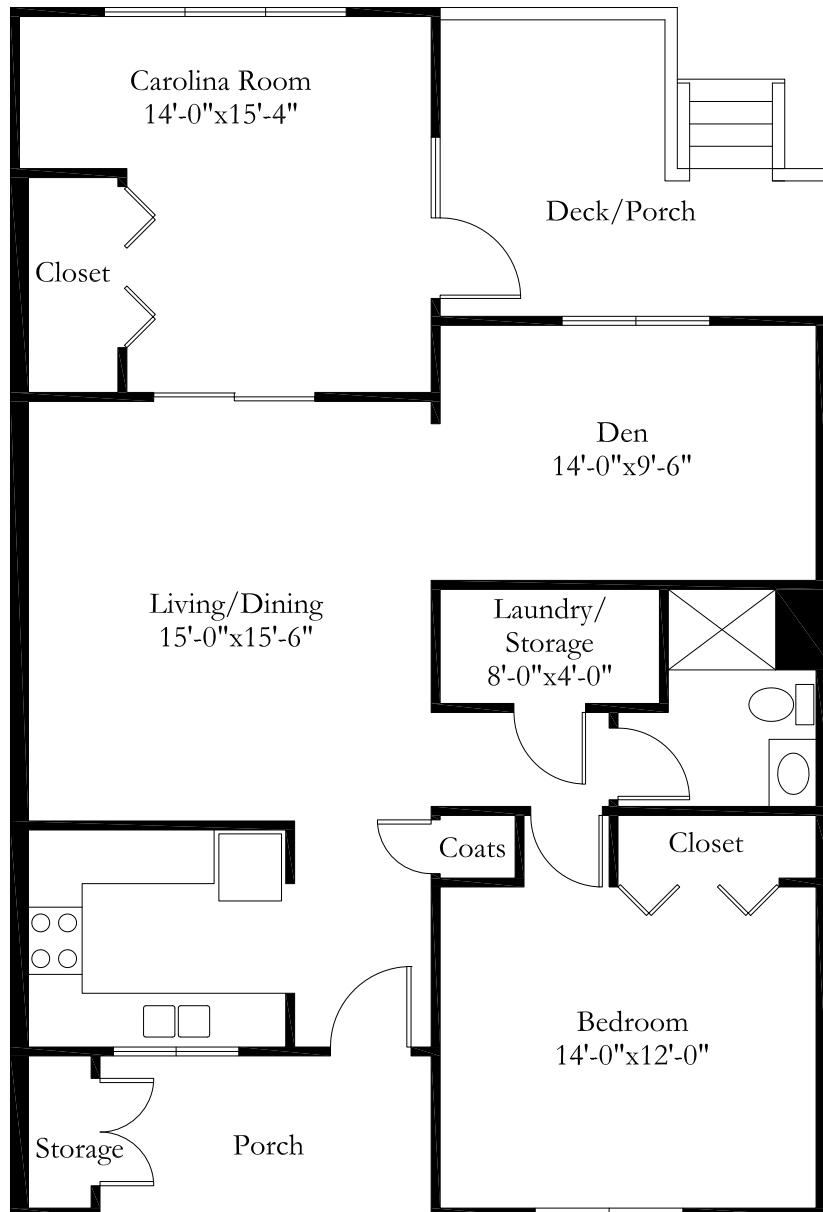 Carolina Room
14'-0"x15'-4"
Deck/Porch
Closet
Den
14'-0"x9'-6"
Living/Dining
15'-0"x15'-6"
Laundry/
Storage
8'-0"x4'-0"
Coats
Closet
Bedroom
14'-0"x12'-0"
Storage
Porch